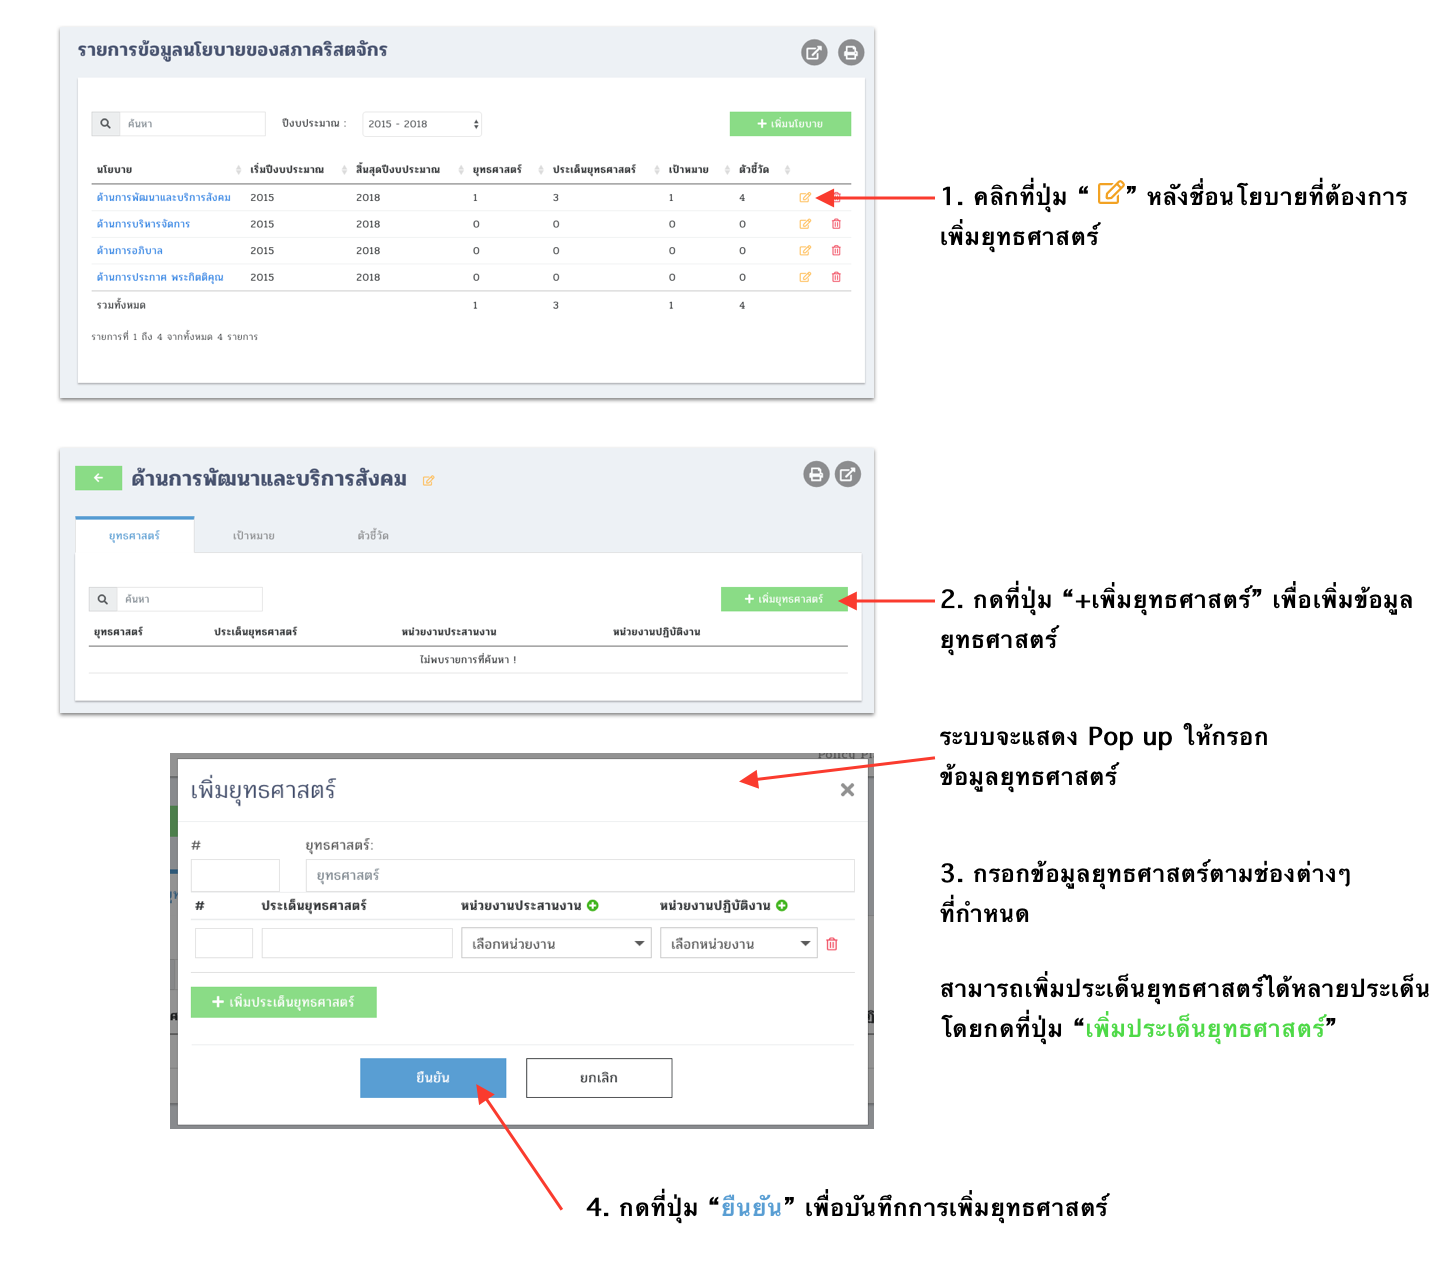 รายการข้อมูลนโยบายของสภาคริสตจักร
ค้นหา ปีงบประมาณ : 2015 - 2018 + เพิ่มนโยบาย
นโยบาย เริ่มปีงบประมาณ สิ้นสุดปีงบประมาณ ยุทธศาสตร์ ประเด็นยุทธศาสตร์ เป้าหมาย ตัวชี้วัด
ด้านการพัฒนาและบริการสังคม 2015 2018 1 3 1 4
ด้านการบริหารจัดการ 2015 2018 0 0 0 0
ด้านการอภิบาล 2015 2018 0 0 0 0
ด้านการประกาศ พระกิตติคุณ 2015 2018 0 0 0 0
รวมทั้งหมด 1 3 1 4
รายการที่ 1 ถึง 4 จากทั้งหมด 4 รายการ
1. คลิกที่ปุ่ม “ ” หลังชื่อนโยบายที่ต้องการ
เพิ่มยุทธศาสตร์
ด้านการพัฒนาและบริการสังคม
ยุทธศาสตร์ เป้าหมาย ตัวชี้วัด
ค้นหา + เพิ่มยุทธศาสตร์
ยุทธศาสตร์ ประเด็นยุทธศาสตร์ หน่วยงานประสานงาน หน่วยงานปฎิบัติงาน
ไม่พบรายการที่ค้นหา !
2. กดที่ปุ่ม “+เพิ่มยุทธศาสตร์” เพื่อเพิ่มข้อมูล
ยุทธศาสตร์
ระบบจะแสดง Pop up ให้กรอก
ข้อมูลยุทธศาสตร์
เพิ่มยุทธศาสตร์
# ยุทธศาสตร์:
ยุทธศาสตร์
# ประเด็นยุทธศาสตร์ หน่วยงานประสานงาน หน่วยงานปฏิบัติงาน
เลือกหน่วยงาน เลือกหน่วยงาน
+ เพิ่มประเด็นยุทธศาสตร์
ยืนยัน ยกเลิก
3. กรอกข้อมูลยุทธศาสตร์ตามช่องต่างๆ
ที่กำหนด
สามารถเพิ่มประเด็นยุทธศาสตร์ได้หลายประเด็น
โดยกดที่ปุ่ม “เพิ่มประเด็นยุทธศาสตร์”
4. กดที่ปุ่ม “ยืนยัน” เพื่อบันทึกการเพิ่มยุทธศาสตร์